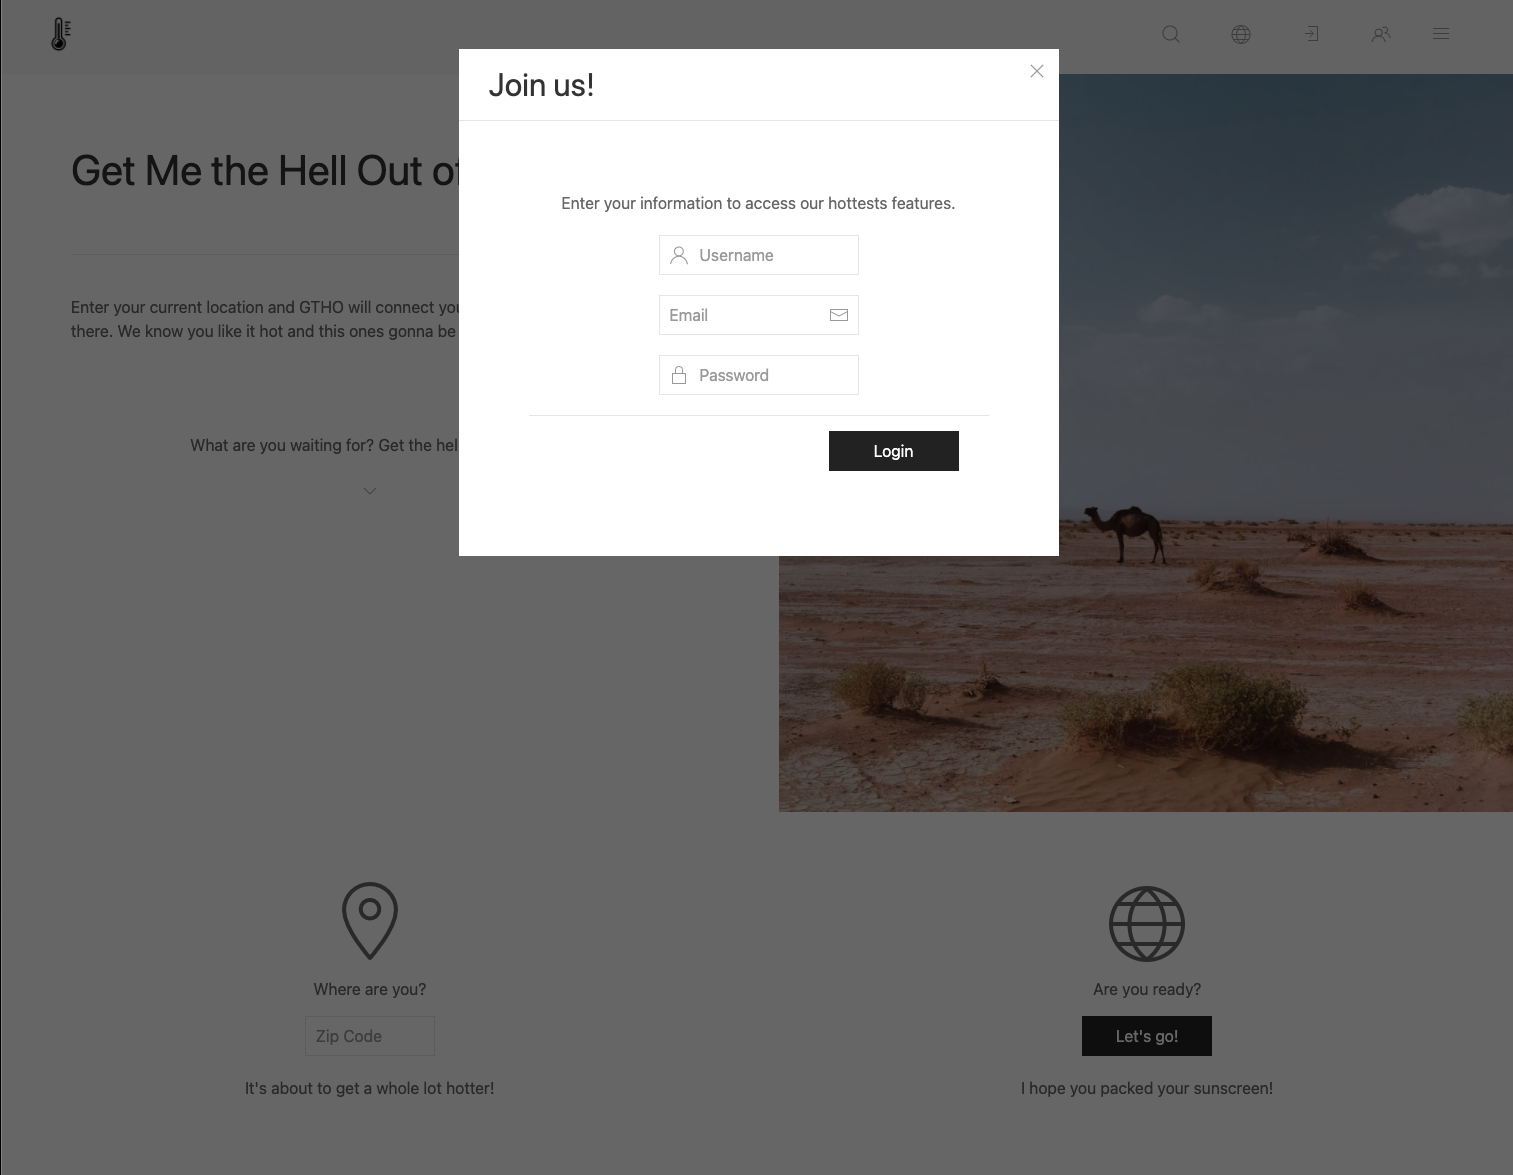 Join us!
Get Me the Hell Out of
Enter your information to access our hottests features.
Username
Email
Password
Login
Enter your current location and GTHO will connect
there. We know you like it hot and this ones gonna be
What are you waiting for? Get the
Where are you?
Zip Code
It's about to get a whole lot hotter!
Are you ready?
Let's go!
I hope you packed your sunscreen!